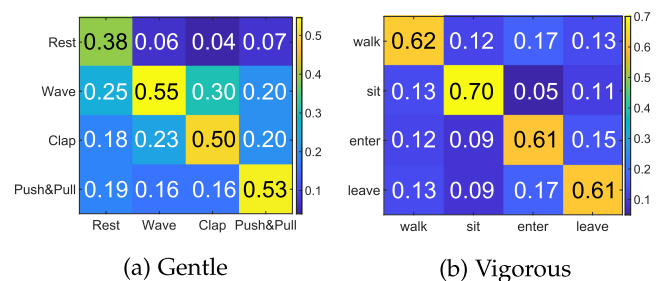 Rest 0.38 0.06 0.04 0.07
Wave 0.25 0.55 0.30 0.20
Clap 0.18 0.23 0.50 0.20
Push&Pull 0.19 0.16 0.16 0.53
Rest Wave Clap Push&Pull
0.5
0.4
0.3
0.2
0.1
(a) Gentle
walk 0.62 0.12 0.17 0.13
sit 0.13 0.70 0.05 0.11
enter 0.12 0.09 0.61 0.15
leave 0.13 0.09 0.17 0.61
walk sit enter leave
0.7
0.6
0.5
0.4
0.3
0.2
0.1
(b) Vigorous